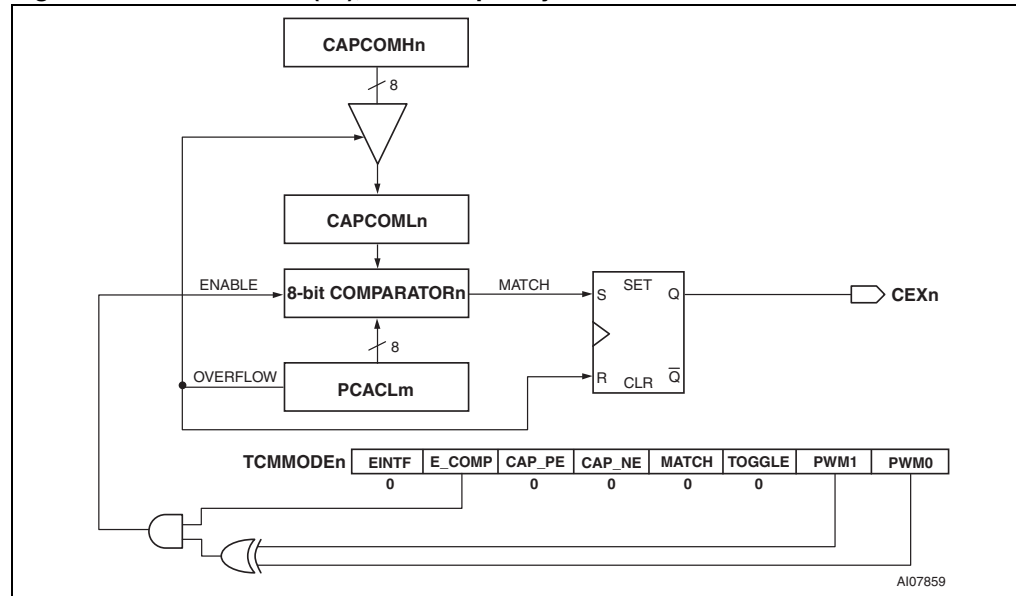 CAPCOMHn
8
CAPCOMLn
ENABLE
8-bit COMPARATORn
MATCH
S SET Q
CEXn
8
OVERFLOW
PCACLm
R CLR Q̅
TCMMODEn EINTF E_COMP CAP_PE CAP_NE MATCH TOGGLE PWM1 PWM0
0 0 0 0 0
AI07859